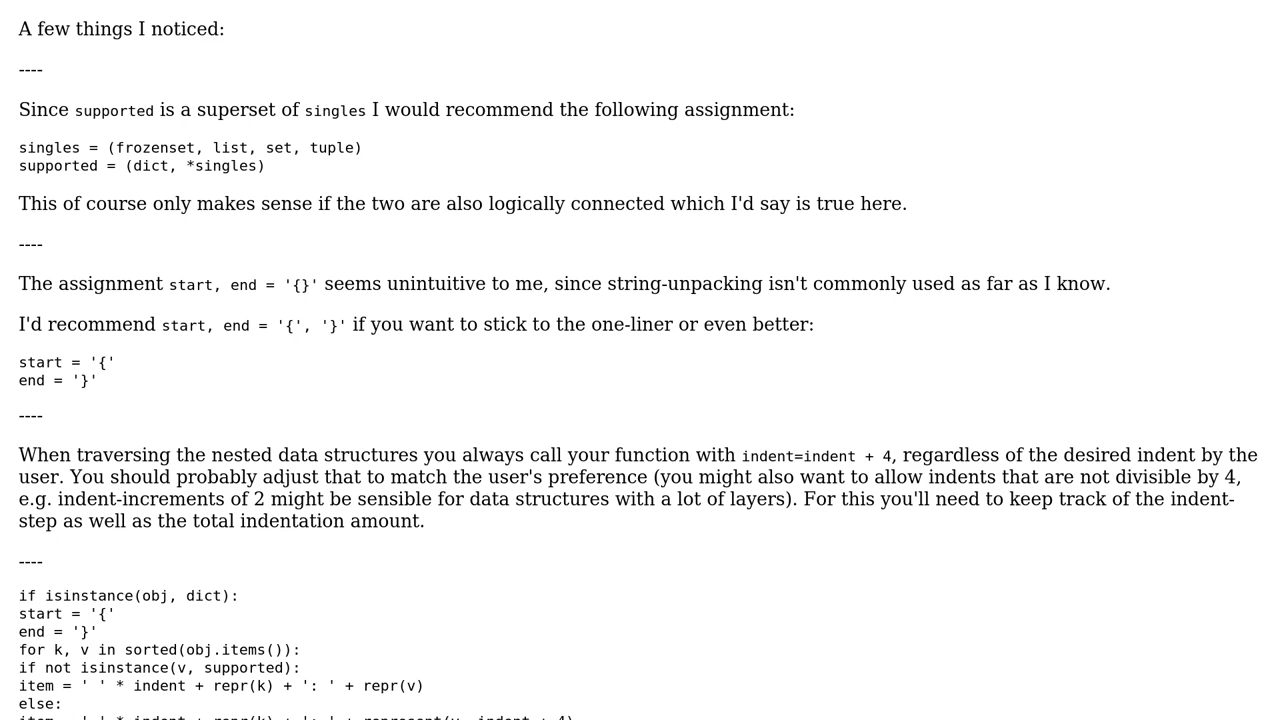 A few things I noticed:
----
Since supported is a superset of singles I would recommend the following assignment:
singles = (frozenset, list, set, tuple)
supported = (dict, *singles)
This of course only makes sense if the two are also logically connected which I'd say is true here.
----
The assignment start, end = '{}' seems unintuitive to me, since string-unpacking isn't commonly used as far as I know.
I'd recommend start, end = '{', '}' if you want to stick to the one-liner or even better:
start = '{'
end = '}'
----
When traversing the nested data structures you always call your function with indent=indent + 4, regardless of the desired indent by the
user. You should probably adjust that to match the user's preference (you might also want to allow indents that are not divisible by 4,
e.g. indent-increments of 2 might be sensible for data structures with a lot of layers). For this you'll need to keep track of the indent-
step as well as the total indentation amount.
----
if isinstance(obj, dict):
start = '{'
end = '}'
for k, v in sorted(obj.items()):
if not isinstance(v, supported):
item = ' ' * indent + repr(k) + ': ' + repr(v)
else:
item = ' ' * indent + repr(k) + ': ' + represent(v, indent + 4)